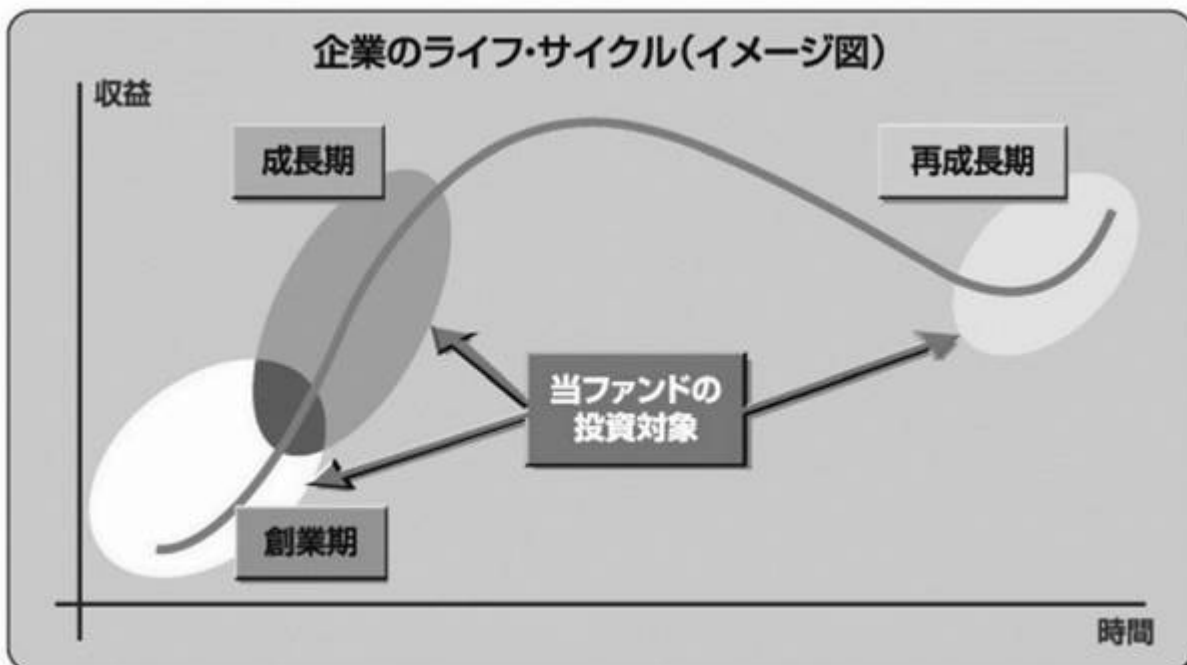 企業のライフ・サイクル(イメージ図)
収益
成長期
再成長期
当ファンドの
投資対象
創業期
時間